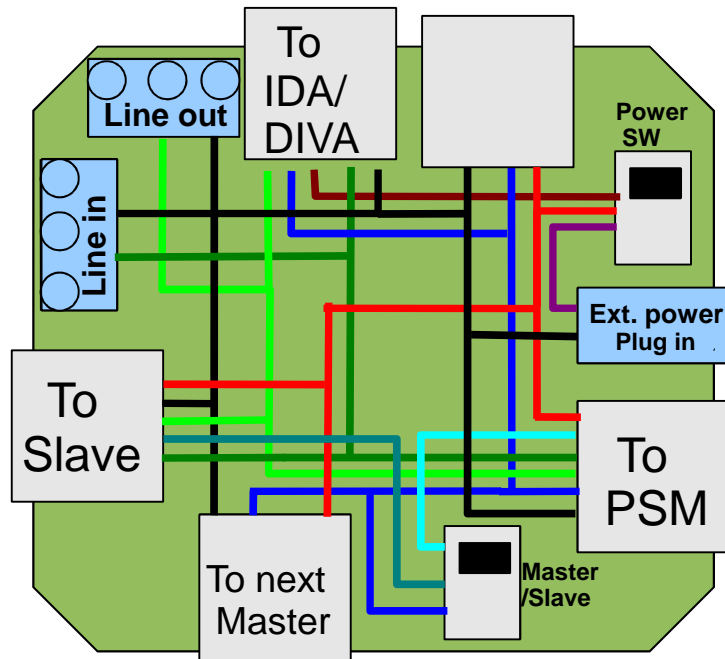 To
IDA/
DIVA
Line out
Power
SW
Line in
Ext. power
Plug in
To
Slave
To
PSM
To next
Master
Master
/Slave